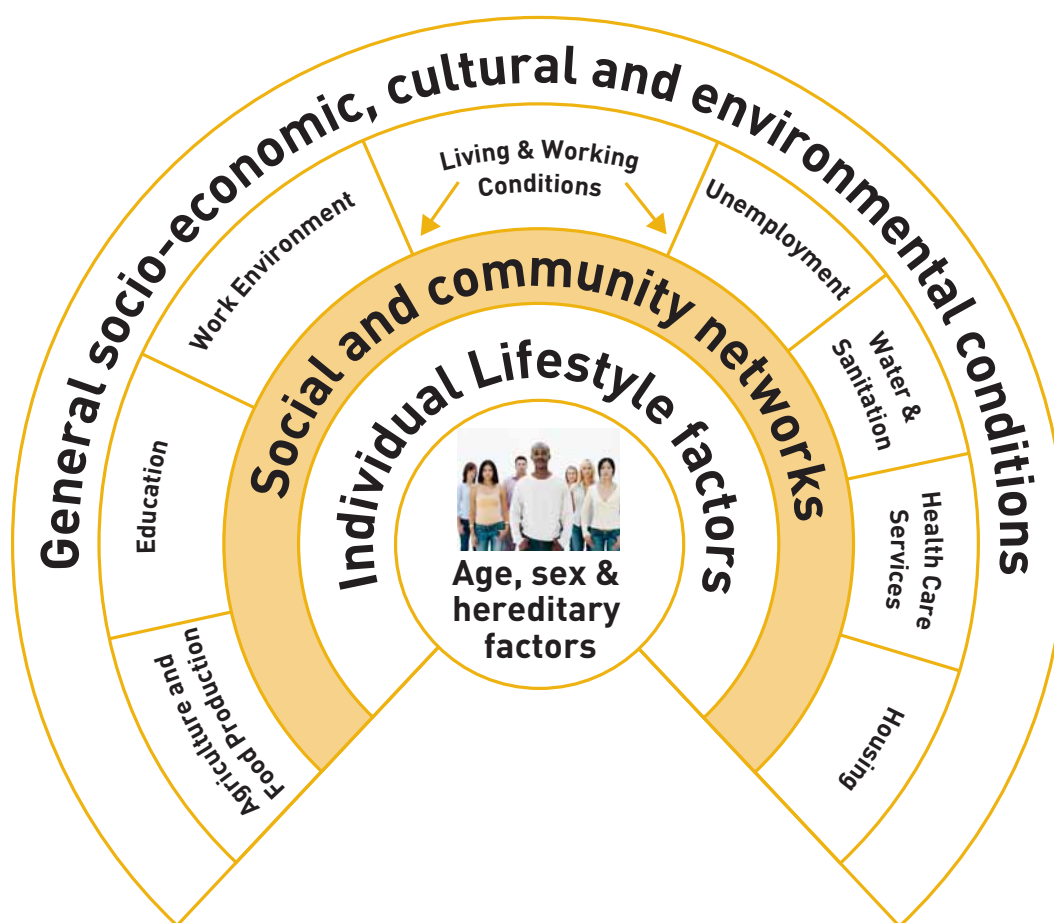 General socio-economic, cultural and environmental conditions
Living & Working
Conditions
Agriculture and
Food Production
Education
Work Environment
Unemployment
Water &
Sanitation
Health Care
Services
Housing
Social and community networks
Individual Lifestyle factors
Age, sex &
hereditary
factors